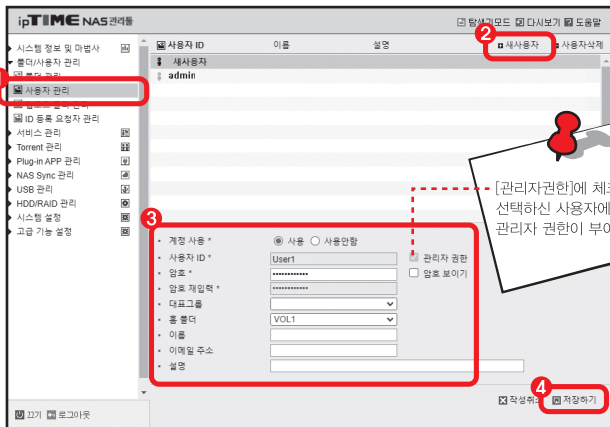 ipTIME NAS관리툴
탐색기모드 다시보기 도움말
시스템 정보 및 마법사
폴더/사용자 관리
폴더 관리
사용자 관리
ID 등록 요청자 관리
서비스 관리
Torrent 관리
Plug-in APP 관리
NAS Sync 관리
USB 관리
HDD/RAID 관리
시스템 설정
고급 기능 설정
끄기 로그아웃
사용자 ID 이름 설명
2
새사용자 사용자삭제
새사용자
admin
[관리자권한]에 체크
선택하신 사용자에
관리자 권한이 부여
3
계정 사용 * 사용 사용안함
사용자 ID * User1 관리자 권한
암호 * ************ 암호 보이기
암호 재입력 * ************
대표그룹
홈 폴더 VOL1
이름
이메일 주소
설명
4
작성취소 저장하기